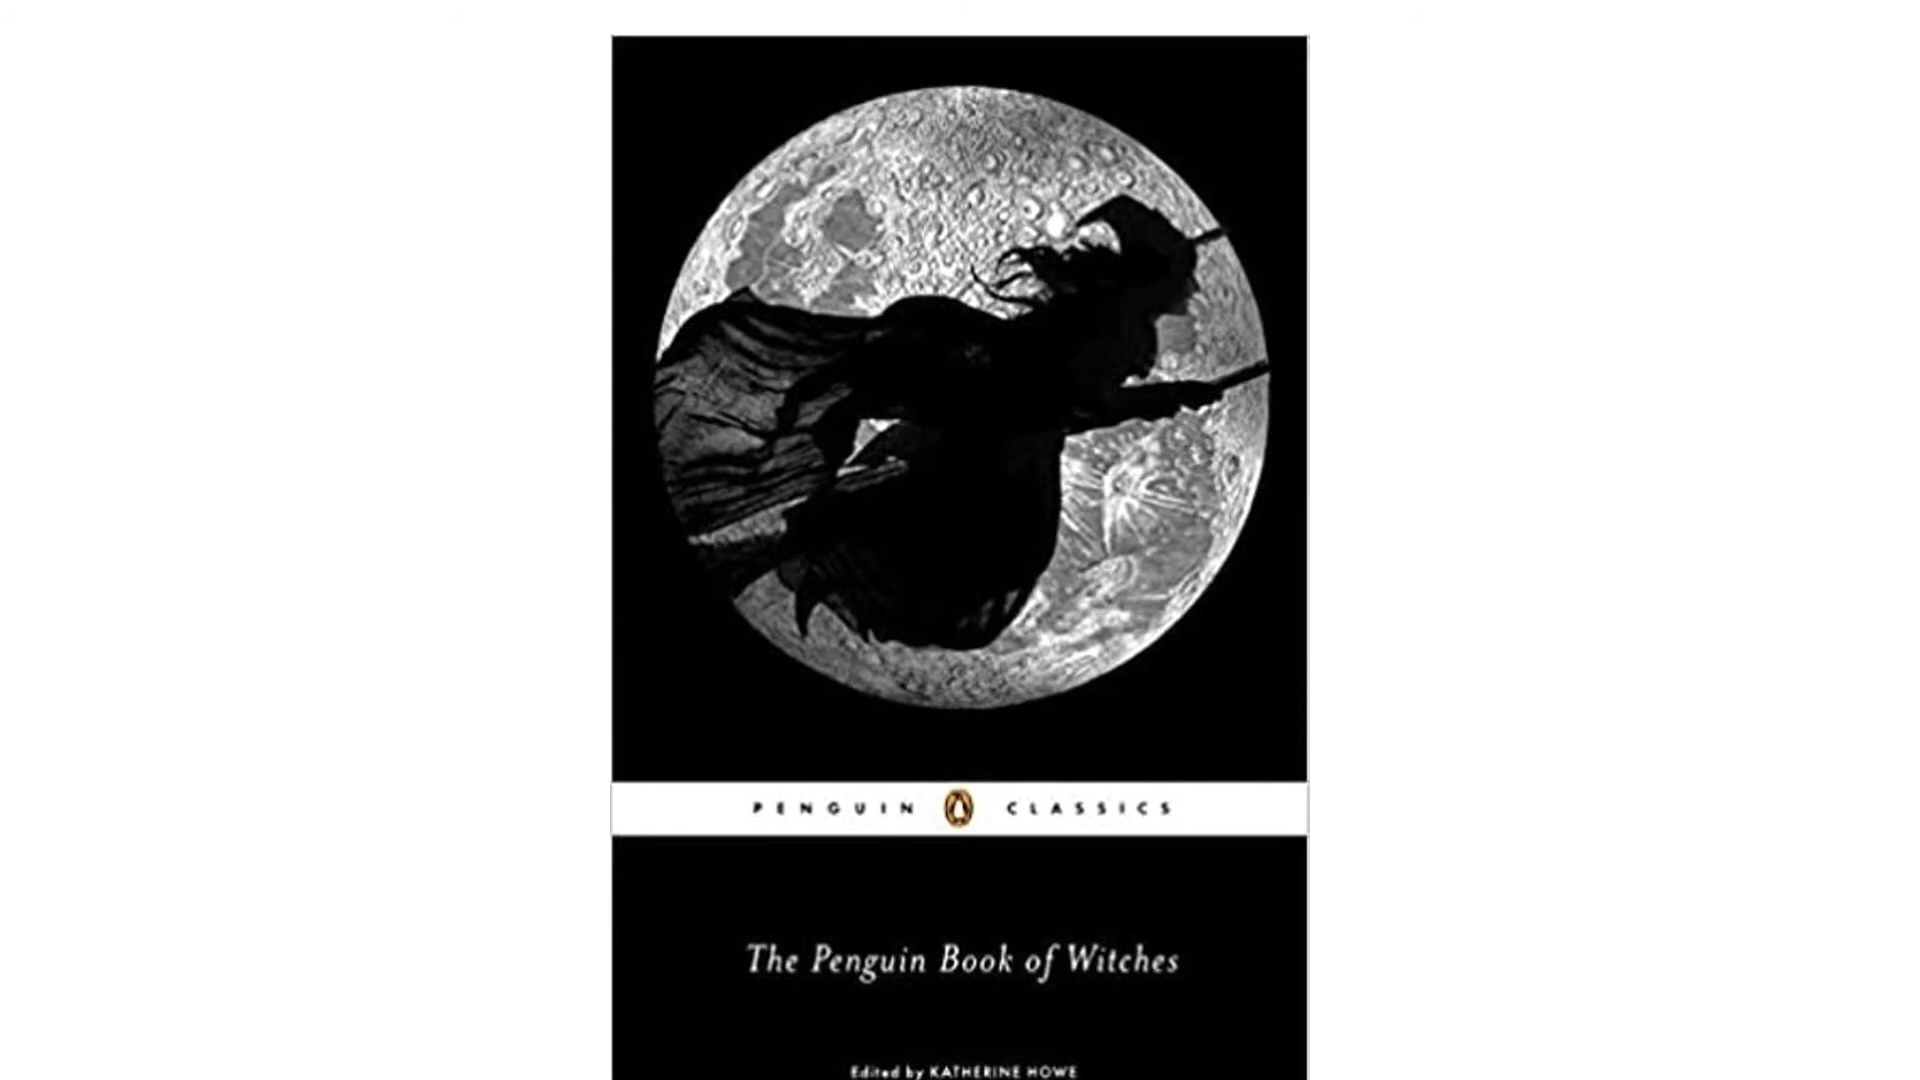 PENGUIN CLASSICS
The Penguin Book of Witches
Edited by KATHERINE HOWE